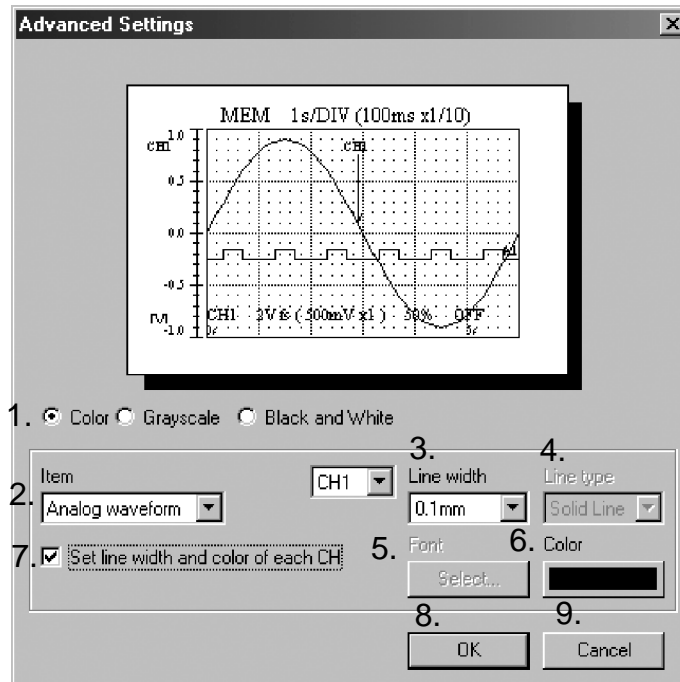 Advanced Settings
MEM 1s/DIV (100ms x1/10)
CH1
1.0
CH1
0.5
0.0
A1
-0.5
[V]
-1.0
CH1 2V fs ( 500mV x1 ) 50% OFF
1. Color Grayscale Black and White
3. 4.
Item CH1 Line width Line type
2. Analog waveform 0.1mm Solid Line
7. Set line width and color of each CH
5. Font 6. Color
Select...
8. 9.
OK Cancel